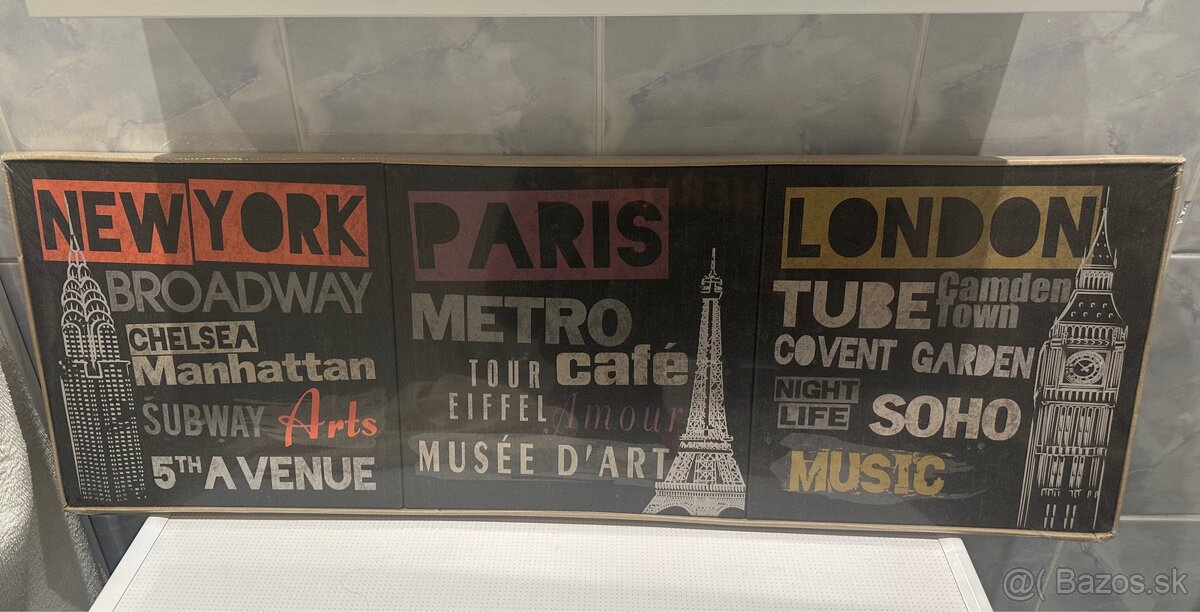 NEW YORK
BROADWAY
CHELSEA
Manhattan
SUBWAY Arts
5TH AVENUE
PARIS
METRO
TOUR café
EIFFEL Amour
MUSÉE D'ART
LONDON
TUBE Camden Town
COVENT GARDEN
NIGHT LIFE SOHO
MUSIC
@( Bazos.sk